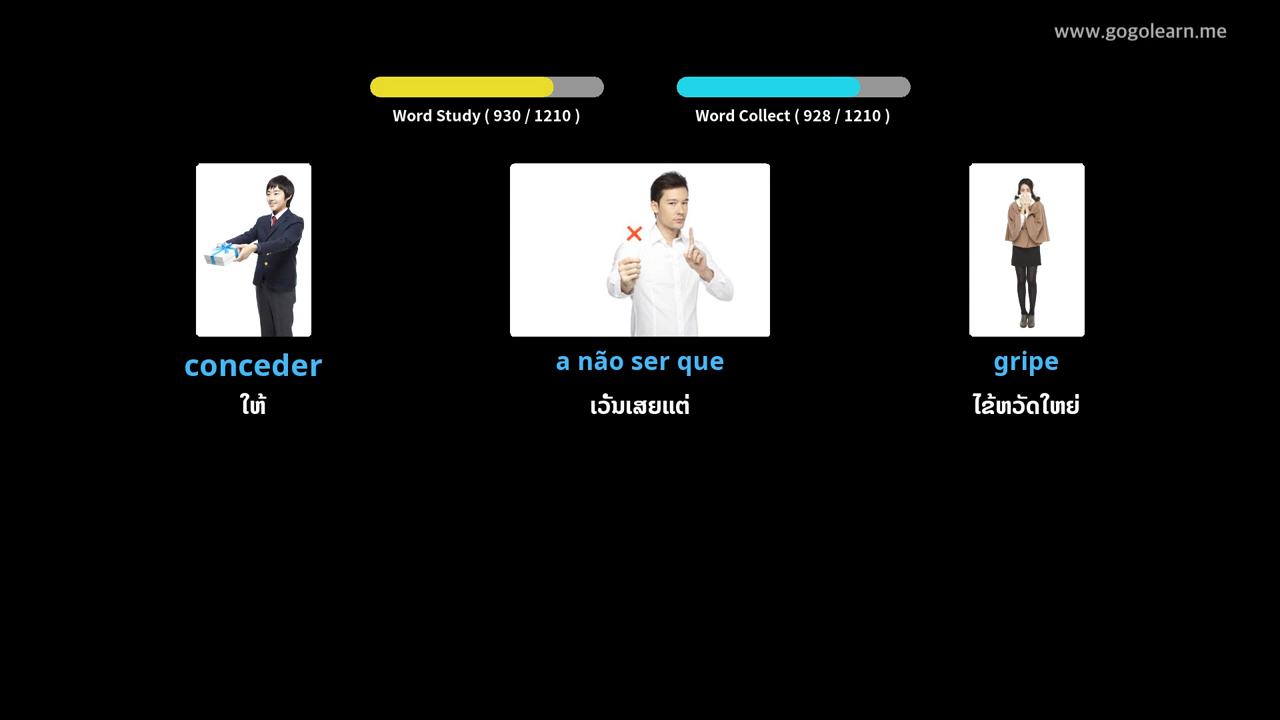 www.gogolearn.me
Word Study ( 930 / 1210 )
Word Collect ( 928 / 1210 )
conceder
a não ser que
gripe
ໃຫ້
ເວັ້ນເສຍແຕ່
ໄຂ້ຫວັດໃຫຍ່